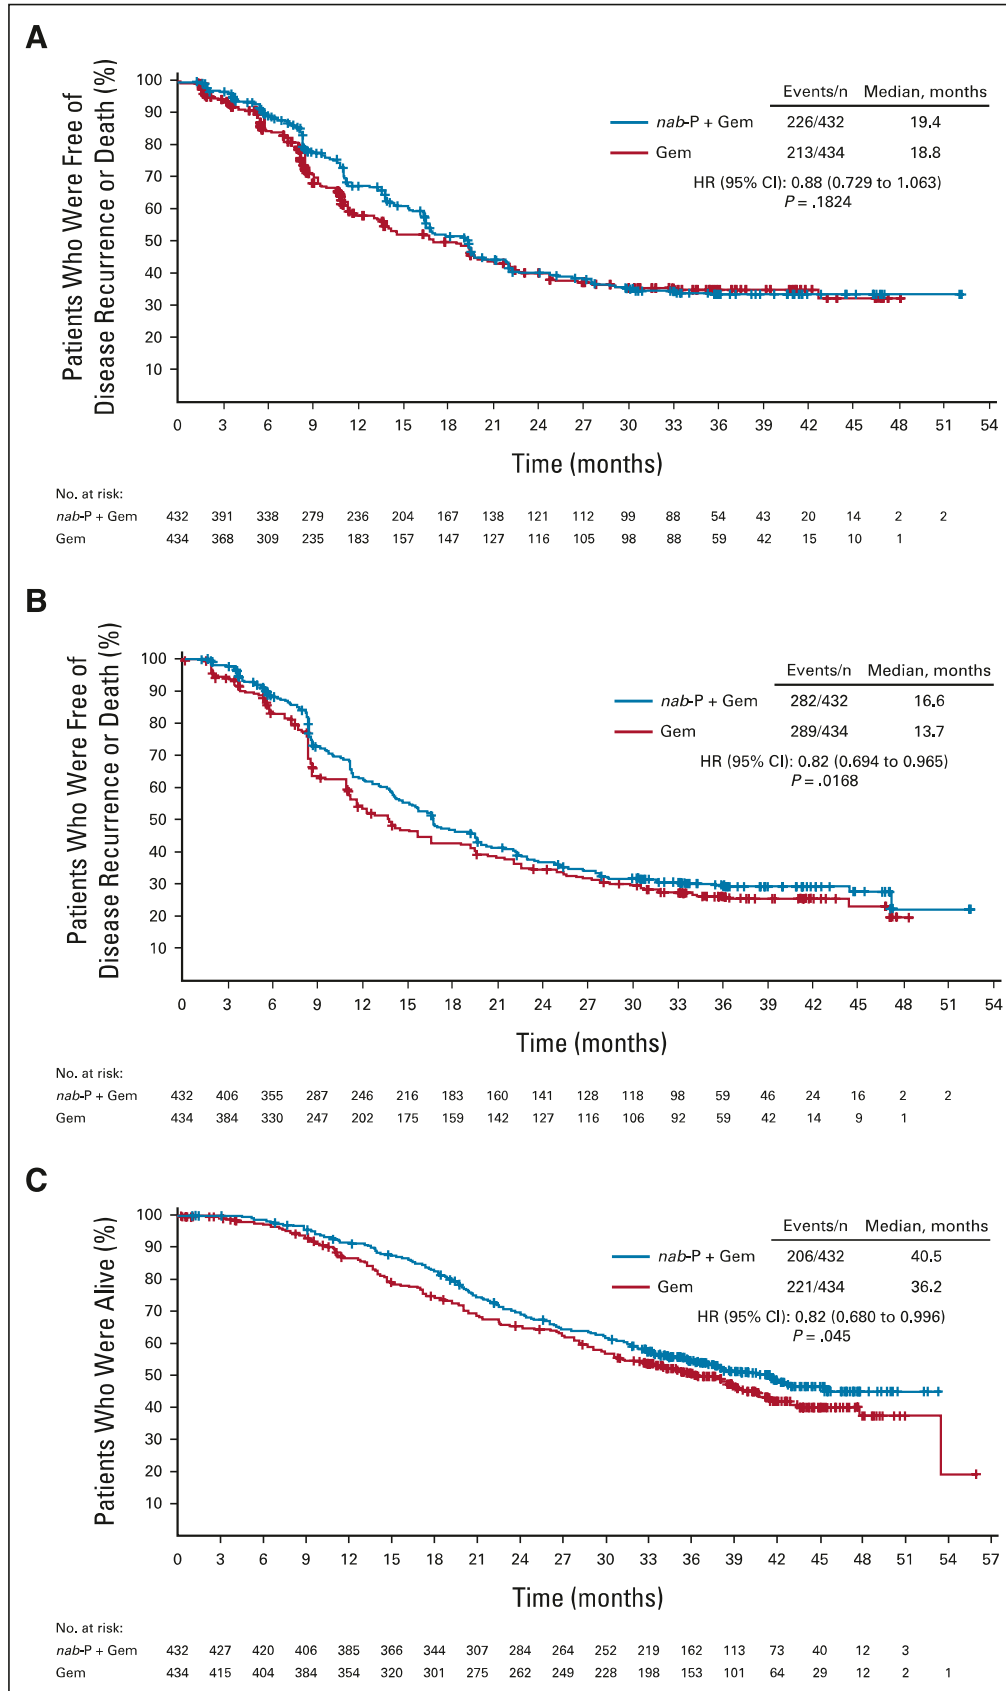 A
Patients Who Were Free of
Disease Recurrence or Death (%)
100
90
80
70
60
50
40
30
20
10
Events/n Median, months
nab-P + Gem 226/432 19.4
Gem 213/434 18.8
HR (95% CI): 0.88 (0.729 to 1.063)
P = .1824
0 3 6 9 12 15 18 21 24 27 30 33 36 39 42 45 48 51 54
Time (months)
No. at risk:
nab-P + Gem 432 391 338 279 236 204 167 138 121 112 99 88 54 43 20 14 2 2
Gem 434 368 309 235 183 157 147 127 116 105 98 88 59 42 15 10 1
B
Patients Who Were Free of
Disease Recurrence or Death (%)
100
90
80
70
60
50
40
30
20
10
Events/n Median, months
nab-P + Gem 282/432 16.6
Gem 289/434 13.7
HR (95% CI): 0.82 (0.694 to 0.965)
P = .0168
0 3 6 9 12 15 18 21 24 27 30 33 36 39 42 45 48 51 54
Time (months)
No. at risk:
nab-P + Gem 432 406 355 287 246 216 183 160 141 128 118 98 59 46 24 16 2 2
Gem 434 384 330 247 202 175 159 142 127 116 106 92 59 42 14 9 1
C
Patients Who Were Alive (%)
100
90
80
70
60
50
40
30
20
10
Events/n Median, months
nab-P + Gem 206/432 40.5
Gem 221/434 36.2
HR (95% CI): 0.82 (0.680 to 0.996)
P = .045
0 3 6 9 12 15 18 21 24 27 30 33 36 39 42 45 48 51 54 57
Time (months)
No. at risk:
nab-P + Gem 432 427 420 406 385 366 344 307 284 264 252 219 162 113 73 40 12 3
Gem 434 415 404 384 354 320 301 275 262 249 228 198 153 101 64 29 12 2 1